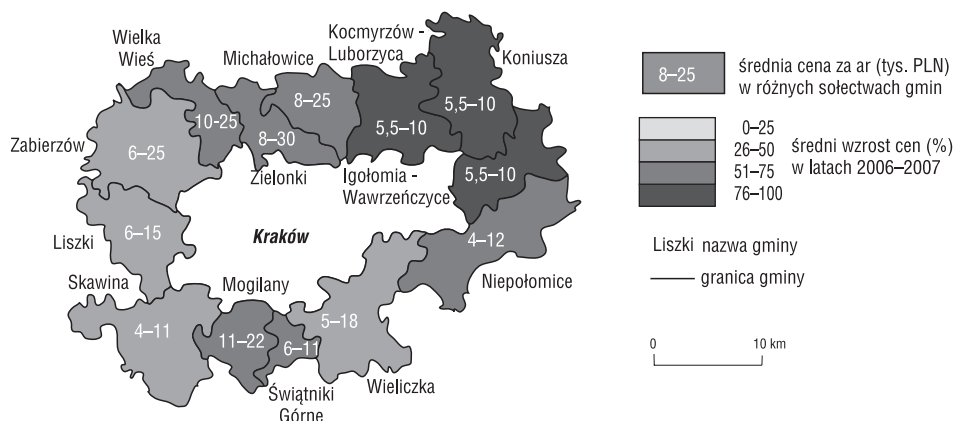 Kocmyrzów -
Luborzyca
Koniusza
Wielka
Wieś
Michałowice
8–25
5,5–10
5,5–10
10-25
8–30
Zabierzów
6–25
Zielonki
Igołomia -
Wawrzeńczyce
5,5–10
Liszki
6–15
Kraków
4–12
Niepołomice
Skawina
Mogilany
4–11
11–22
6–11
5–18
Świątniki
Górne
Wieliczka
8–25
średnia cena za ar (tys. PLN)
w różnych sołectwach gmin
0–25
26–50
51–75
76–100
średni wzrost cen (%)
w latach 2006–2007
Liszki nazwa gminy
granica gminy
0 10 km